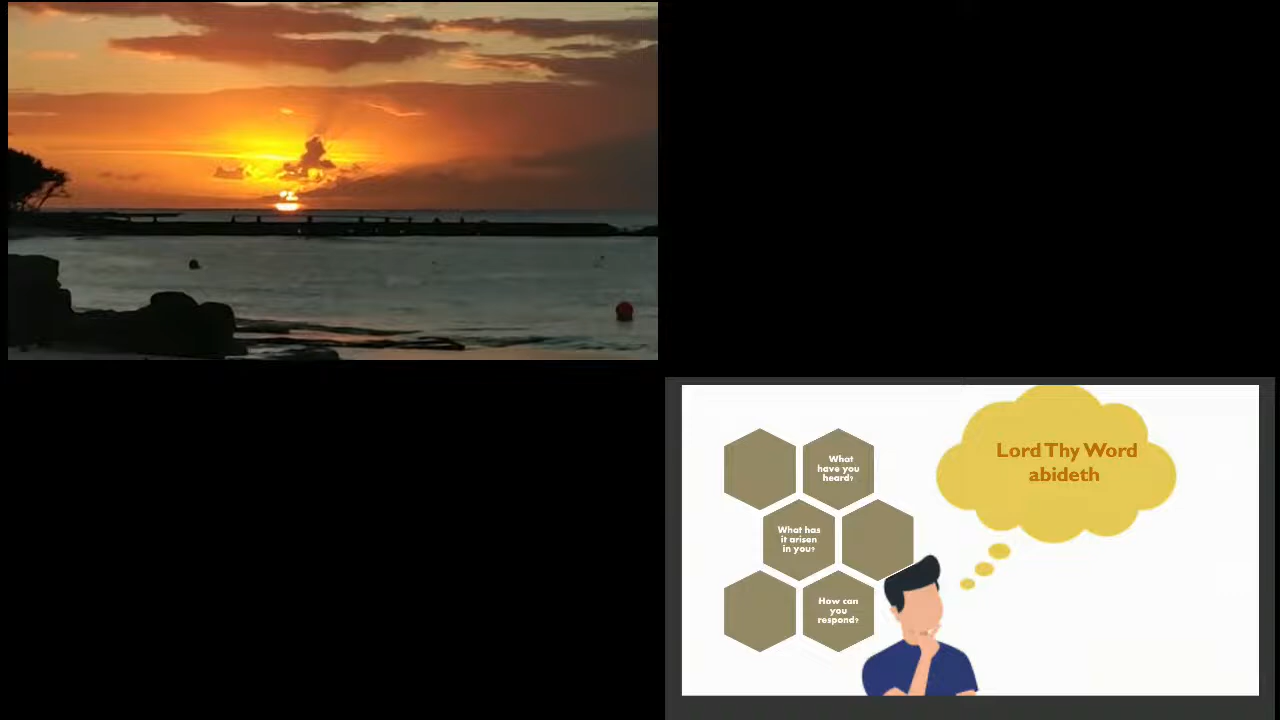 What
have you
heard?
What has
it arisen
in you?
How can
you
respond?
Lord Thy Word
abideth